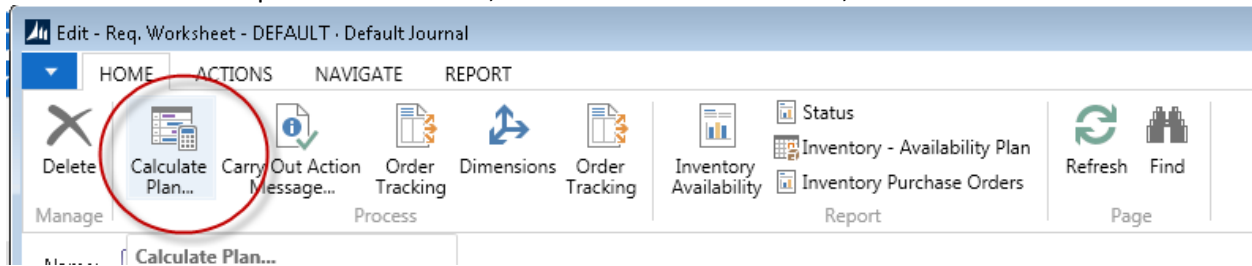 Edit - Req. Worksheet - DEFAULT · Default Journal
HOME ACTIONS NAVIGATE REPORT
Delete
Calculate Plan...
Carry Out Action Message...
Order Tracking
Dimensions
Order Tracking
Inventory Availability
Status
Inventory - Availability Plan
Inventory Purchase Orders
Refresh
Find
Manage Process Report Page
Calculate Plan...